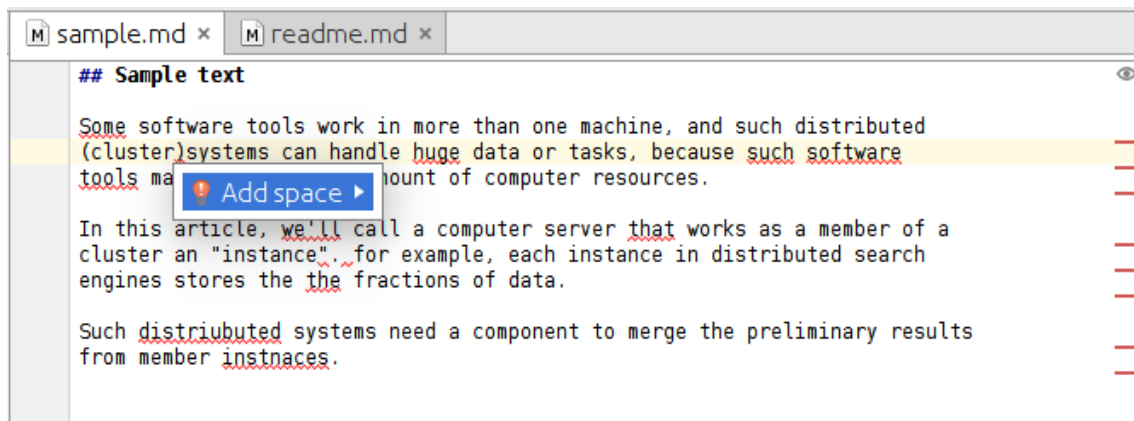 sample.md × readme.md ×
## Sample text
Some software tools work in more than one machine, and such distributed
(cluster)systems can handle huge data or tasks, because such software
tools ma
Add space
ount of computer resources.
In this article, we'll call a computer server that works as a member of a
cluster an "instance". for example, each instance in distributed search
engines stores the the fractions of data.
Such distriubuted systems need a component to merge the preliminary results
from member instnaces.